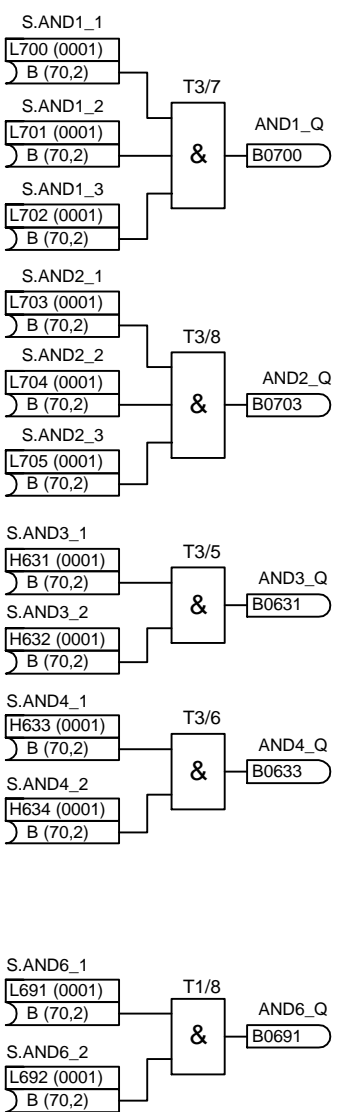 S.AND1_1
L700 (0001)
B (70,2)
S.AND1_2
L701 (0001)
B (70,2)
S.AND1_3
L702 (0001)
B (70,2)
T3/7
&
AND1_Q
B0700
S.AND2_1
L703 (0001)
B (70,2)
S.AND2_2
L704 (0001)
B (70,2)
S.AND2_3
L705 (0001)
B (70,2)
T3/8
&
AND2_Q
B0703
S.AND3_1
H631 (0001)
B (70,2)
S.AND3_2
H632 (0001)
B (70,2)
T3/5
&
AND3_Q
B0631
S.AND4_1
H633 (0001)
B (70,2)
S.AND4_2
H634 (0001)
B (70,2)
T3/6
&
AND4_Q
B0633
S.AND6_1
L691 (0001)
B (70,2)
S.AND6_2
L692 (0001)
B (70,2)
T1/8
&
AND6_Q
B0691